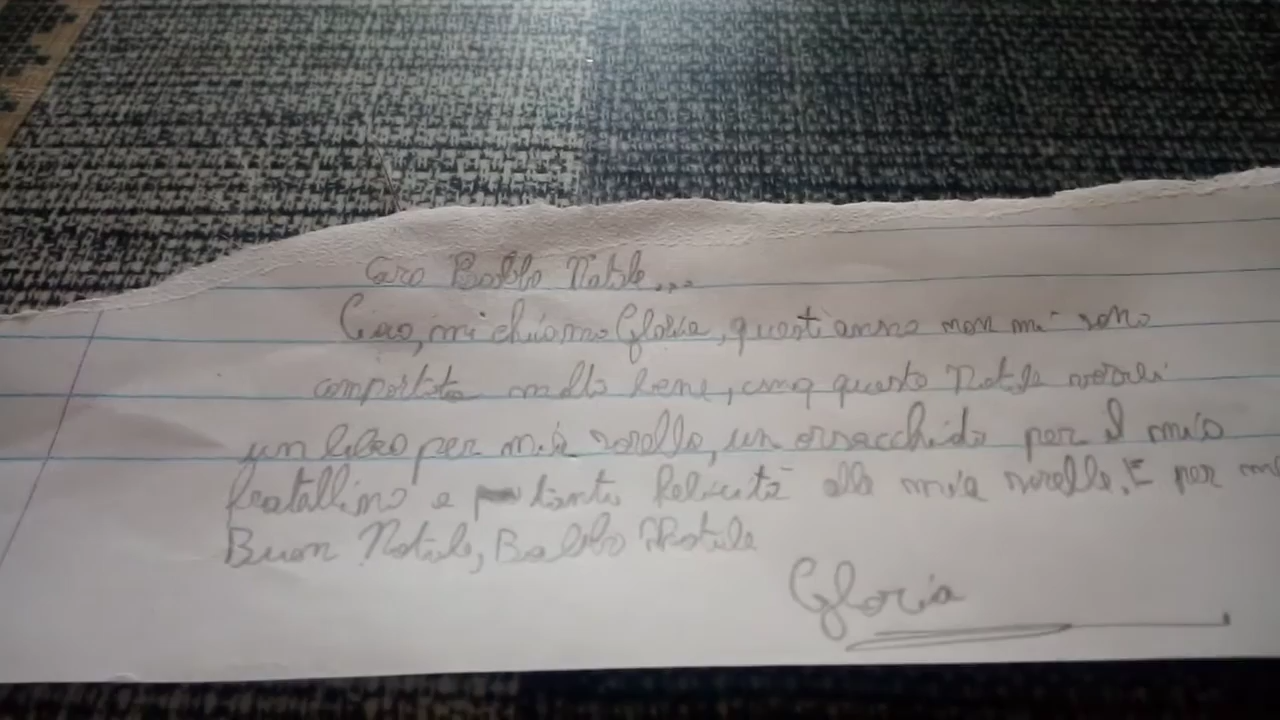 Caro Babbo Natale...
Ciao, mi chiamo Gloria, quest'anno non mi sono
comportata molto bene, ma questo Natale vorrei
un libro per mia sorella, un orsacchiotto per il mio
fratellino e tanta felicità alla mia sorella. E per
Buon Natale, Babbo Natale
Gloria